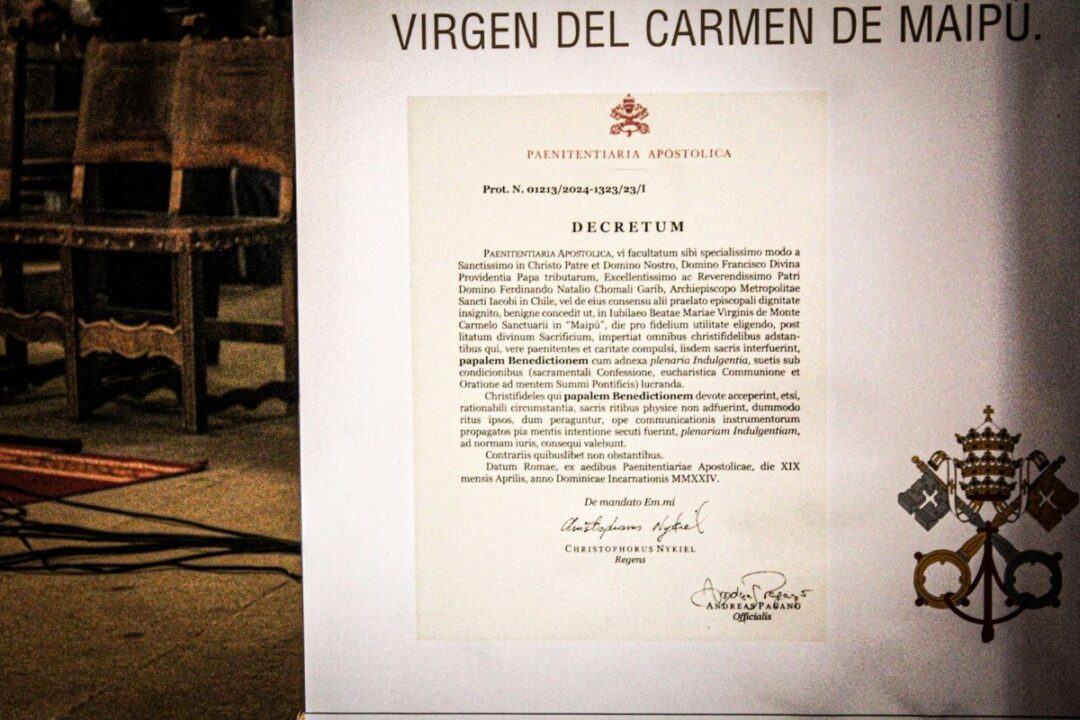 VIRGEN DEL CARMEN DE MAIPÚ.
PAENITENTIARIA APOSTOLICA
Prot. N. 01213/2024-1323/23/I
DECRETUM
PAENITENTIARIA APOSTOLICA, vi facultatum sibi specialissimo modo a
Sanctissimo in Christo Patre et Domino Nostro, Domino Francisco Divina
Providentia Papa tributarum, Excellentissimo ac Reverendissimo Patri
Domino Ferdinando Natalio Chomali Garib, Archiepiscopo Metropolitae
Sancti Iacobi in Chile, vel de eius consensu alii praelato episcopali dignitate
insignito, benigne concedit ut, in Iubilaeo Beatae Mariae Virginis de Monte
Carmelo Sanctuarii in “Maipú”, die pro fidelium utilitate eligendo, post
litatum divinum Sacrificium, impertiat omnibus christifidelibus adstan-
tibus qui, vere paenitentes et caritate compulsi, iisdem sacris interfuerint,
papalem Benedictionem cum adnexa plenaria Indulgentia, suetis sub
condicionibus (sacramentali Confessione, eucharistica Communione et
Oratione ad mentem Summi Pontificis) lucranda.
Christifideles qui papalem Benedictionem devote acceperint, etsi,
rationabili circumstantia, sacris ritibus physice non adfuerint, dummodo
ritus ipsos, dum peraguntur, ope communicationis instrumentorum
propagatos pia mentis intentione secuti fuerint, plenariam Indulgentiam,
ad normam iuris, consequi valebunt.
Contrariis quibuslibet non obstantibus.
Datum Romae, ex aedibus Paenitentiariae Apostolicae, die XIX
mensis Aprilis, anno Dominicae Incarnationis MMXXIV.
De mandato Em.mi
Christophorus Nykiel
CHRISTOPHORUS NYKIEL
Regens
Andreas Pagano
ANDREAS PAGANO
Officialis